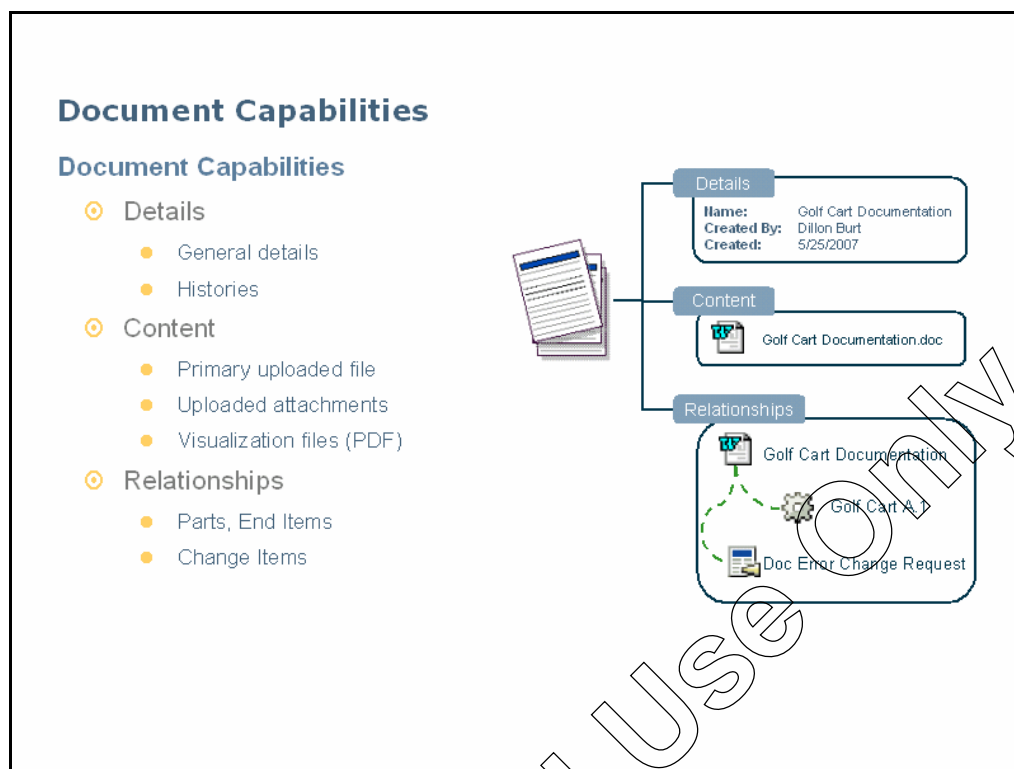 Document Capabilities
Document Capabilities
Details
General details
Histories
Content
Primary uploaded file
Uploaded attachments
Visualization files (PDF)
Relationships
Parts, End Items
Change Items
Details
Name: Golf Cart Documentation
Created By: Dillon Burt
Created: 5/25/2007
Content
Golf Cart Documentation.doc
Relationships
Golf Cart Documentation
Golf Cart A.1
Doc Error Change Request
Use Only